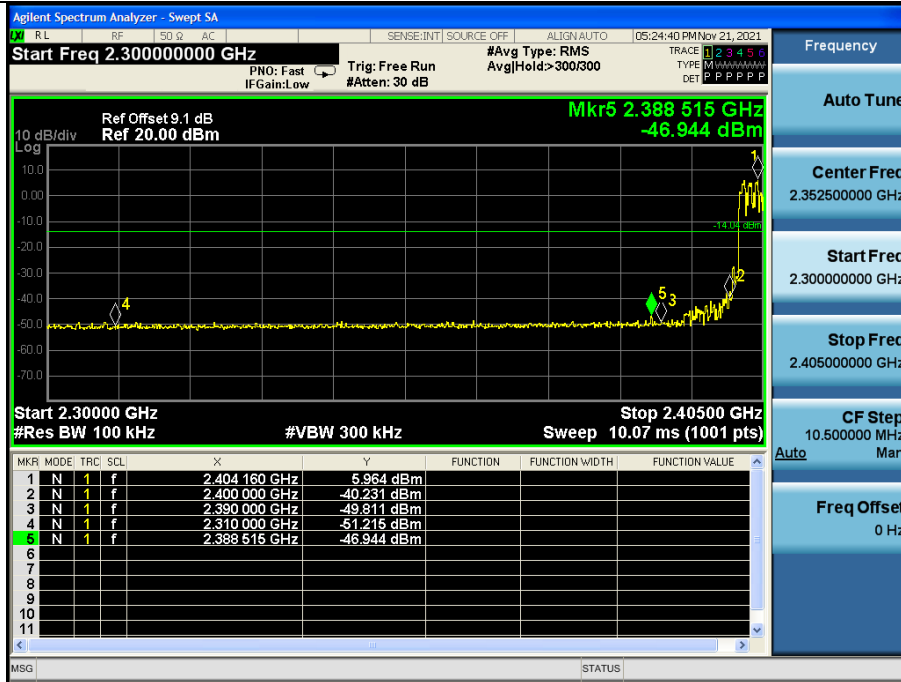 Agilent Spectrum Analyzer - Swept SA
LXI RL RF 50 Ω AC SENSE:INT SOURCE OFF ALIGN AUTO 05:24:40 PM Nov 21, 2021
Start Freq 2.300000000 GHz
PNO: Fast
IFGain:Low
Trig: Free Run
#Atten: 30 dB
#Avg Type: RMS
Avg|Hold:>300/300
TRACE 1 2 3 4 5 6
TYPE M WWWWW
DET P P P P P P
Ref Offset 9.1 dB
10 dB/div Ref 20.00 dBm
Log
Mkr5 2.388 515 GHz
-46.944 dBm
10.0
0.00
-10.0
-20.0
-30.0
-40.0
-50.0
-60.0
-70.0
1
-14.04 dBm
2
4
5
3
Start 2.30000 GHz Stop 2.40500 GHz
#Res BW 100 kHz #VBW 300 kHz Sweep 10.07 ms (1001 pts)
MKR MODE TRC SCL X Y FUNCTION FUNCTION WIDTH FUNCTION VALUE
1 N 1 f 2.404 160 GHz 5.964 dBm
2 N 1 f 2.400 000 GHz -40.231 dBm
3 N 1 f 2.390 000 GHz -49.811 dBm
4 N 1 f 2.310 000 GHz -51.215 dBm
5 N 1 f 2.388 515 GHz -46.944 dBm
6
7
8
9
10
11
MSG STATUS
Frequency
Auto Tune
Center Freq
2.352500000 GHz
Start Freq
2.300000000 GHz
Stop Freq
2.405000000 GHz
CF Step
10.500000 MHz
Auto Man
Freq Offset
0 Hz